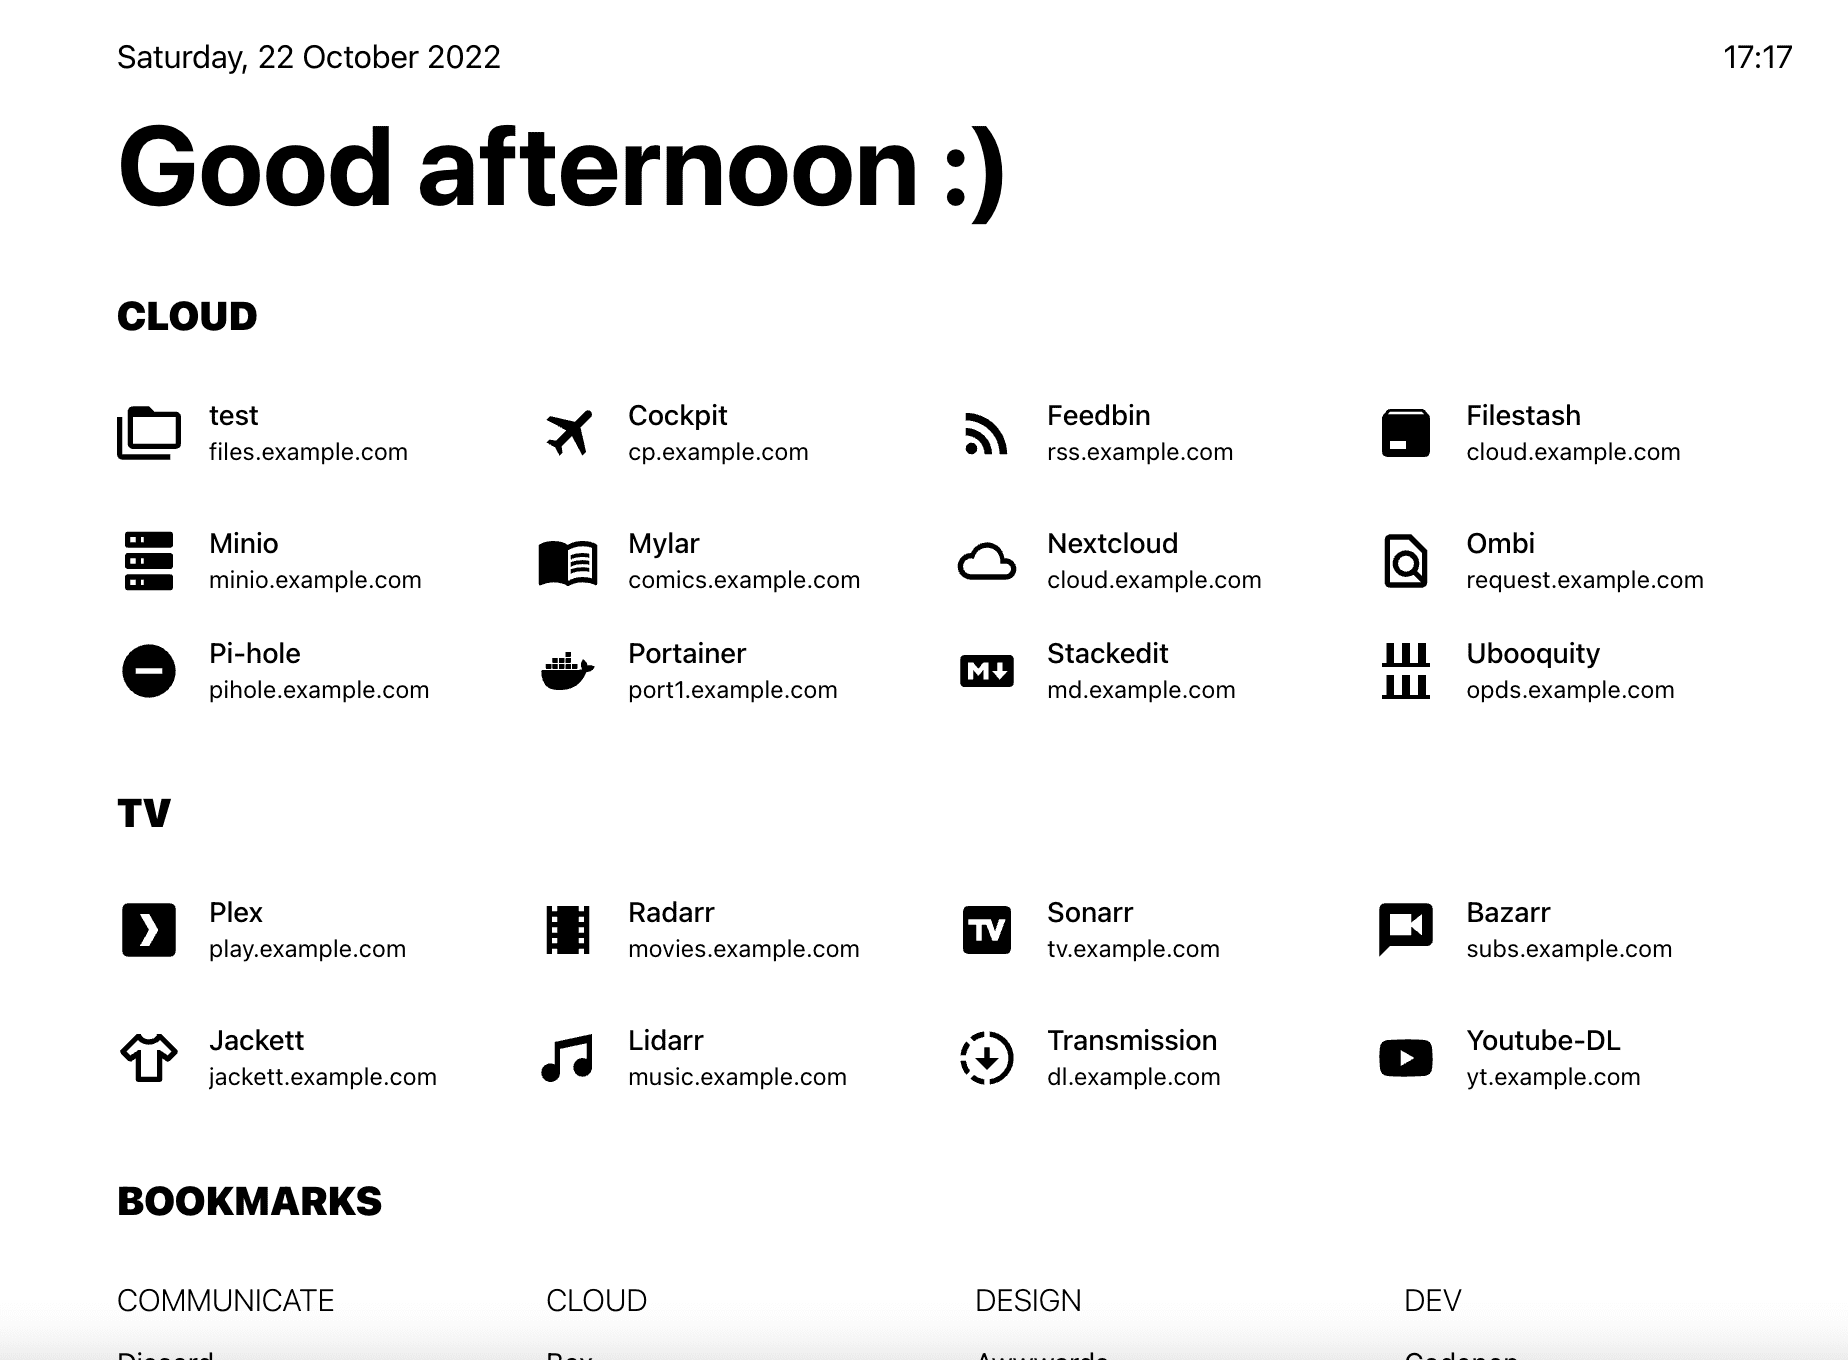 Saturday, 22 October 2022
17:17
Good afternoon :)
CLOUD
test
files.example.com
Cockpit
cp.example.com
Feedbin
rss.example.com
Filestash
cloud.example.com
Minio
minio.example.com
Mylar
comics.example.com
Nextcloud
cloud.example.com
Ombi
request.example.com
Pi-hole
pihole.example.com
Portainer
port1.example.com
M
Stackedit
md.example.com
Ubooquity
opds.example.com
TV
Plex
play.example.com
Radarr
movies.example.com
TV
Sonarr
tv.example.com
Bazarr
subs.example.com
Jackett
jackett.example.com
Lidarr
music.example.com
Transmission
dl.example.com
Youtube-DL
yt.example.com
BOOKMARKS
COMMUNICATE
CLOUD
DESIGN
DEV